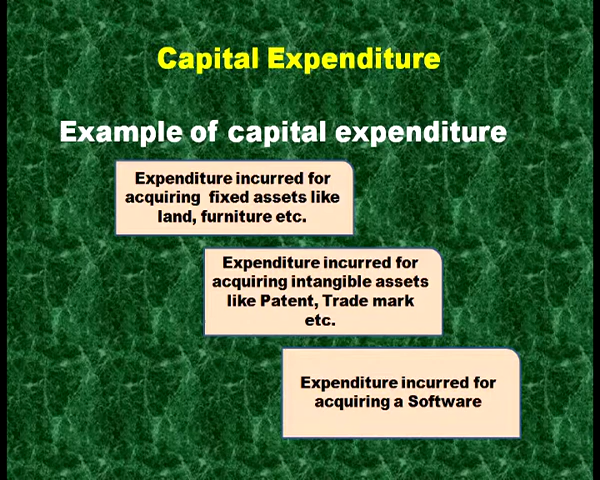 Capital Expenditure
Example of capital expenditure
Expenditure incurred for
acquiring fixed assets like
land, furniture etc.
Expenditure incurred for
acquiring intangible assets
like Patent, Trade mark
etc.
Expenditure incurred for
acquiring a Software